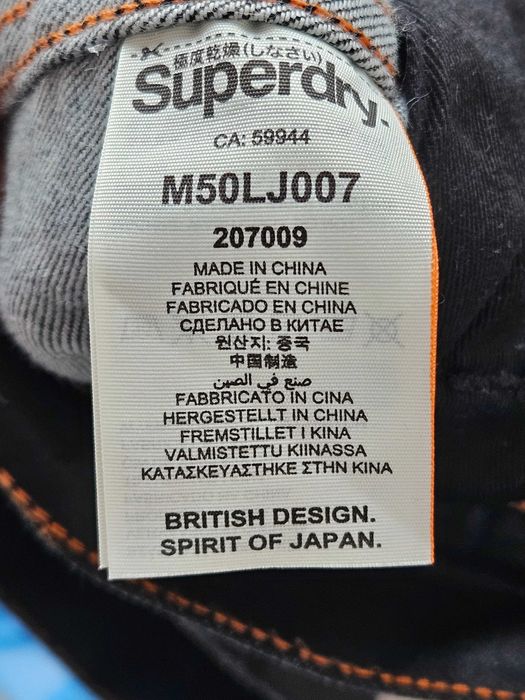 極度乾燥(しなさい)
Superdry.
CA: 59944
M50LJ007
207009
MADE IN CHINA
FABRIQUÉ EN CHINE
FABRICADO EN CHINA
СДЕЛАНО В КИТАЕ
원산지: 중국
中国制造
صنع في الصين
FABBRICATO IN CINA
HERGESTELLT IN CHINA
FREMSTILLET I KINA
VALMISTETTU KIINASSA
ΚΑΤΑΣΚΕΥΑΣΤΗΚΕ ΣΤΗΝ ΚΙΝΑ
BRITISH DESIGN.
SPIRIT OF JAPAN.